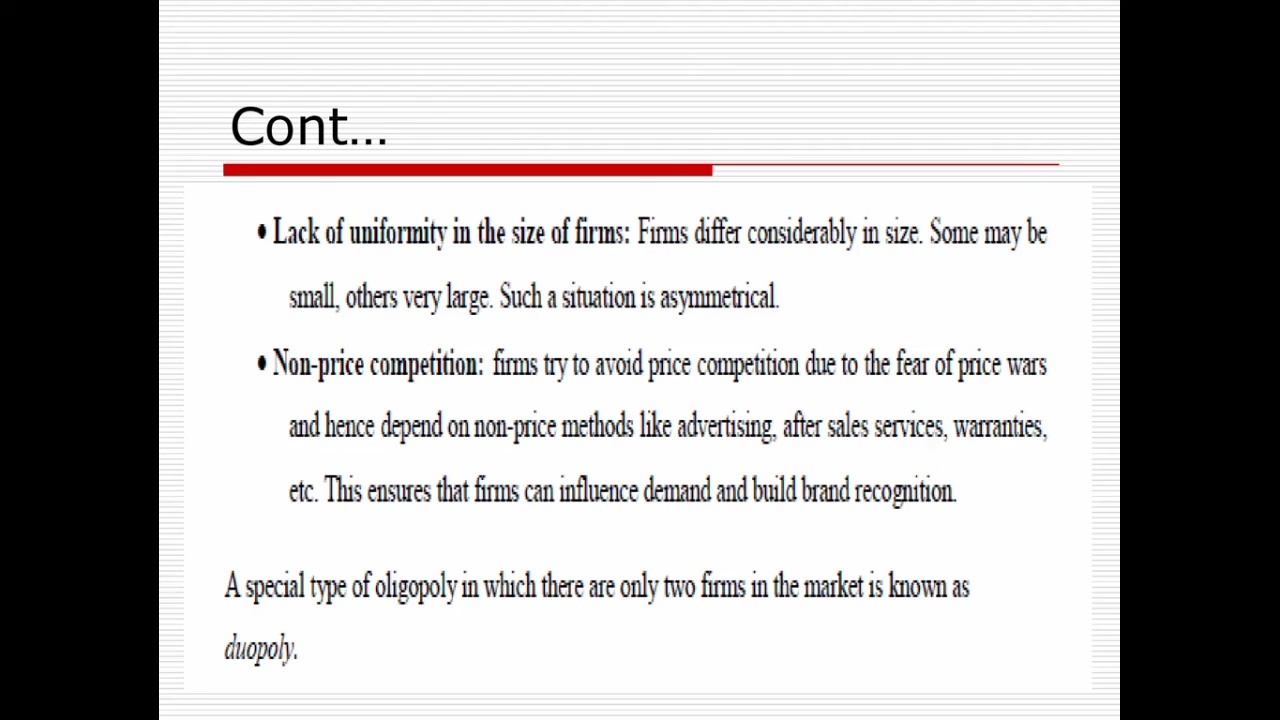 Cont...
• Lack of uniformity in the size of firms: Firms differ considerably in size. Some may be
small, others very large. Such a situation is asymmetrical.
• Non-price competition: firms try to avoid price competition due to the fear of price wars
and hence depend on non-price methods like advertising, after sales services, warranties,
etc. This ensures that firms can influence demand and build brand recognition.
A special type of oligopoly in which there are only two firms in the market is known as
duopoly.